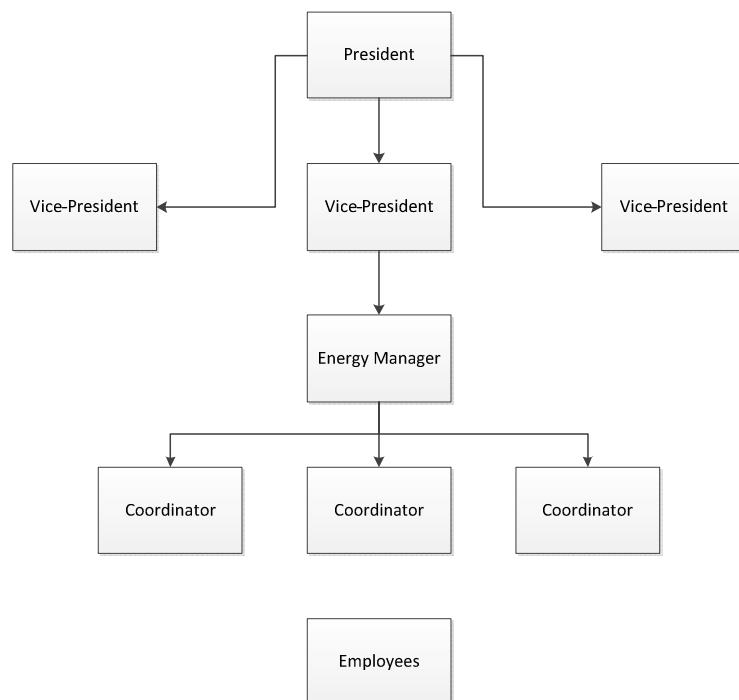 President
Vice-President
Vice-President
Vice-President
Energy Manager
Coordinator
Coordinator
Coordinator
Employees